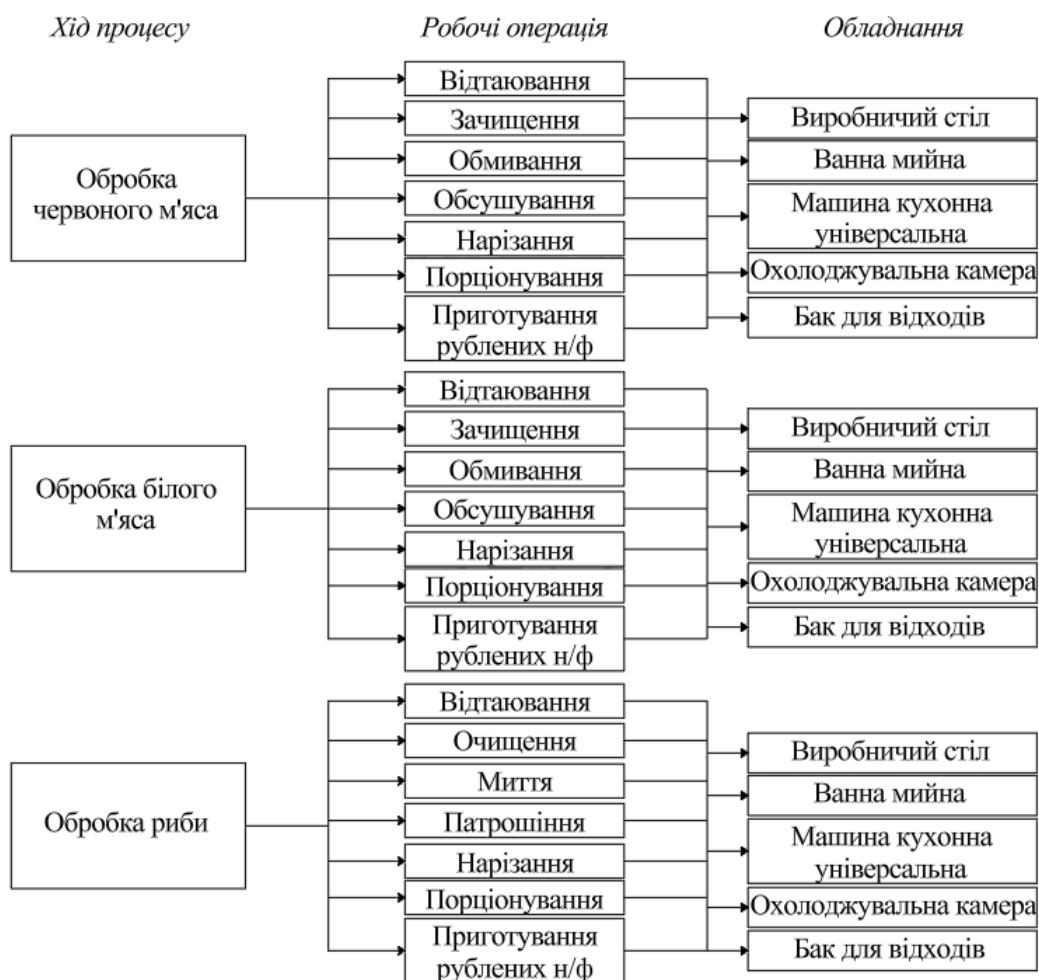 Хід процесу
Робочі операція
Обладнання
Обробка
червоного м'яса
Відтаювання
Зачищення
Обмивання
Обсушування
Нарізання
Порціонування
Приготування
рублених н/ф
Виробничий стіл
Ванна мийна
Машина кухонна
універсальна
Охолоджувальна камера
Бак для відходів
Обробка білого
м'яса
Відтаювання
Зачищення
Обмивання
Обсушування
Нарізання
Порціонування
Приготування
рублених н/ф
Виробничий стіл
Ванна мийна
Машина кухонна
універсальна
Охолоджувальна камера
Бак для відходів
Обробка риби
Відтаювання
Очищення
Миття
Патрошіння
Нарізання
Порціонування
Приготування
рублених н/ф
Виробничий стіл
Ванна мийна
Машина кухонна
універсальна
Охолоджувальна камера
Бак для відходів